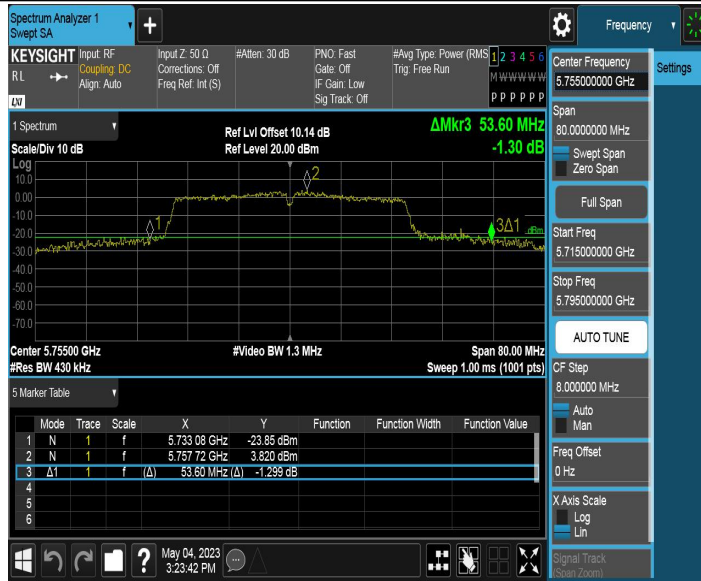 Spectrum Analyzer 1
Swept SA
+
Frequency
KEYSIGHT
RL
LXI
Input: RF
Coupling: DC
Align: Auto
Input Z: 50 Ω
Corrections: Off
Freq Ref: Int (S)
#Atten: 30 dB
PNO: Fast
Gate: Off
IF Gain: Low
Sig Track: Off
#Avg Type: Power (RMS
Trig: Free Run
1 2 3 4 5 6
M W W W W W
P P P P P P
1 Spectrum
Scale/Div 10 dB
Ref Lvl Offset 10.14 dB
Ref Level 20.00 dBm
ΔMkr3 53.60 MHz
-1.30 dB
Log
10.0
0.00
-10.0
-20.0
-30.0
-40.0
-50.0
-60.0
-70.0
1
2
3Δ1
dBm
Center 5.75500 GHz
#Res BW 430 kHz
#Video BW 1.3 MHz
Span 80.00 MHz
Sweep 1.00 ms (1001 pts)
5 Marker Table
Mode Trace Scale X Y Function Function Width Function Value
1 N 1 f 5.733 08 GHz -23.85 dBm
2 N 1 f 5.757 72 GHz 3.820 dBm
3 Δ1 1 f (Δ) 53.60 MHz (Δ) -1.299 dB
4
5
6
?
May 04, 2023
3:23:42 PM
Center Frequency
5.755000000 GHz
Span
80.0000000 MHz
Swept Span
Zero Span
Full Span
Start Freq
5.715000000 GHz
Stop Freq
5.795000000 GHz
AUTO TUNE
CF Step
8.000000 MHz
Auto
Man
Freq Offset
0 Hz
X Axis Scale
Log
Lin
Signal Track
(Span Zoom)
Settings